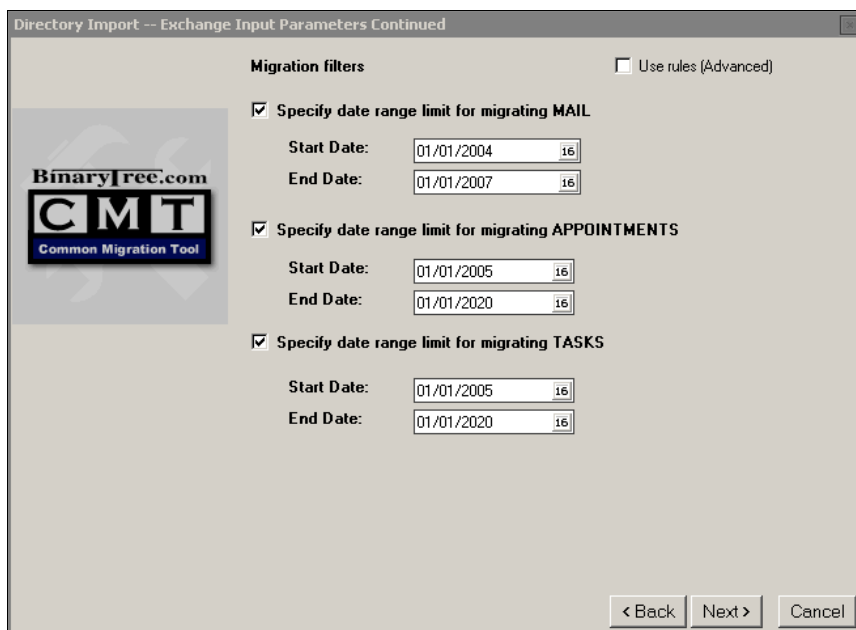 Directory Import -- Exchange Input Parameters Continued
Migration filters
Use rules (Advanced)
Specify date range limit for migrating MAIL
Start Date:
01/01/2004
16
End Date:
01/01/2007
16
BinaryTree.com
CMT
Common Migration Tool
Specify date range limit for migrating APPOINTMENTS
Start Date:
01/01/2005
16
End Date:
01/01/2020
16
Specify date range limit for migrating TASKS
Start Date:
01/01/2005
16
End Date:
01/01/2020
16
< Back
Next >
Cancel